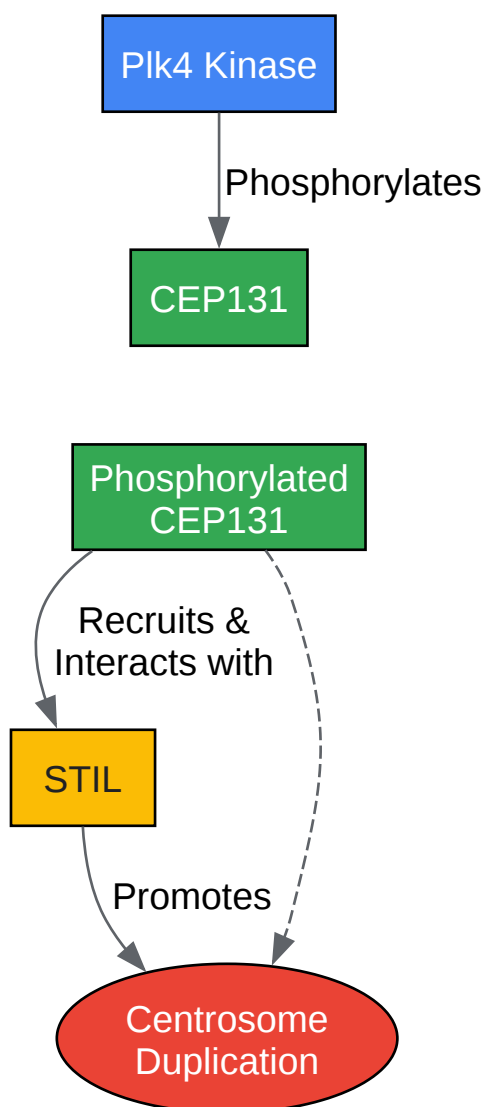 Plk4 Kinase
Phosphorylates
CEP131
Phosphorylated
CEP131
Recruits &
Interacts with
STIL
Promotes
Centrosome
Duplication